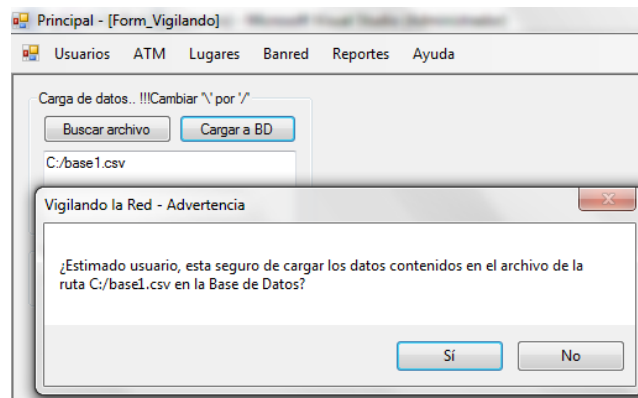 Principal - [Form_Vigilando]
Usuarios ATM Lugares Banred Reportes Ayuda
Carga de datos.. !!!Cambiar '\' por '/'
Buscar archivo Cargar a BD
C:/base1.csv
Vigilando la Red - Advertencia
¿Estimado usuario, esta seguro de cargar los datos contenidos en el archivo de la
ruta C:/base1.csv en la Base de Datos?
Sí No